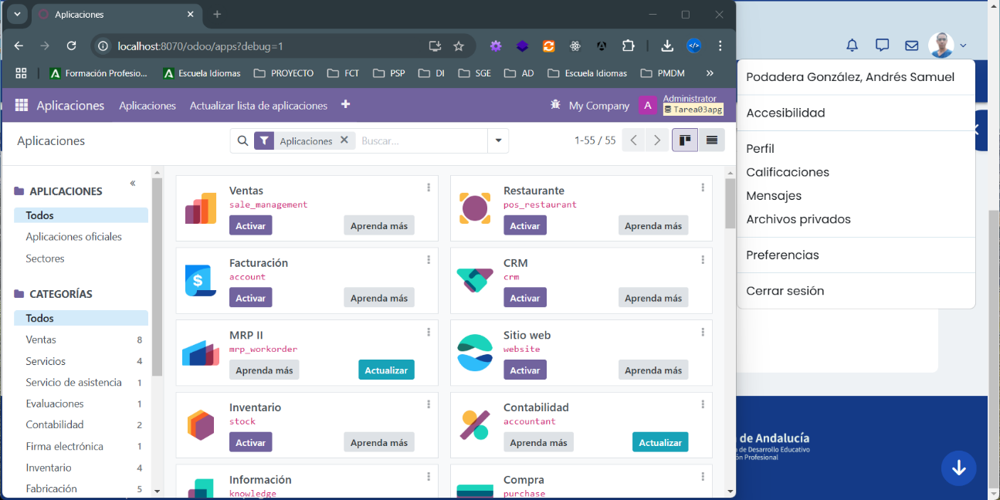 Aplicaciones
localhost:8070/odoo/apps?debug=1
Formación Profesio...
Escuela Idiomas
PROYECTO
FCT
PSP
DI
SGE
AD
Escuela Idiomas
PMDM
»
Aplicaciones
Aplicaciones
Actualizar lista de aplicaciones
My Company
A
Administrator
Tarea03apg
Aplicaciones
Aplicaciones
Buscar...
1-55 / 55
APLICACIONES
Todos
Aplicaciones oficiales
Sectores
CATEGORÍAS
Todos
Ventas 8
Servicios 4
Servicio de asistencia 1
Evaluaciones 1
Contabilidad 2
Firma electrónica 1
Inventario 4
Fabricación 5
Ventas
sale_management
Activar
Aprenda más
Restaurante
pos_restaurant
Activar
Aprenda más
Facturación
account
Activar
Aprenda más
CRM
crm
Activar
Aprenda más
MRP II
mrp_workorder
Aprenda más
Actualizar
Sitio web
website
Activar
Aprenda más
Inventario
stock
Activar
Aprenda más
Contabilidad
accountant
Aprenda más
Actualizar
Información
knowledge
Compra
purchase
Podadera González, Andrés Samuel
Accesibilidad
Perfil
Calificaciones
Mensajes
Archivos privados
Preferencias
Cerrar sesión
de Andalucía
de Desarrollo Educativo
ón Profesional